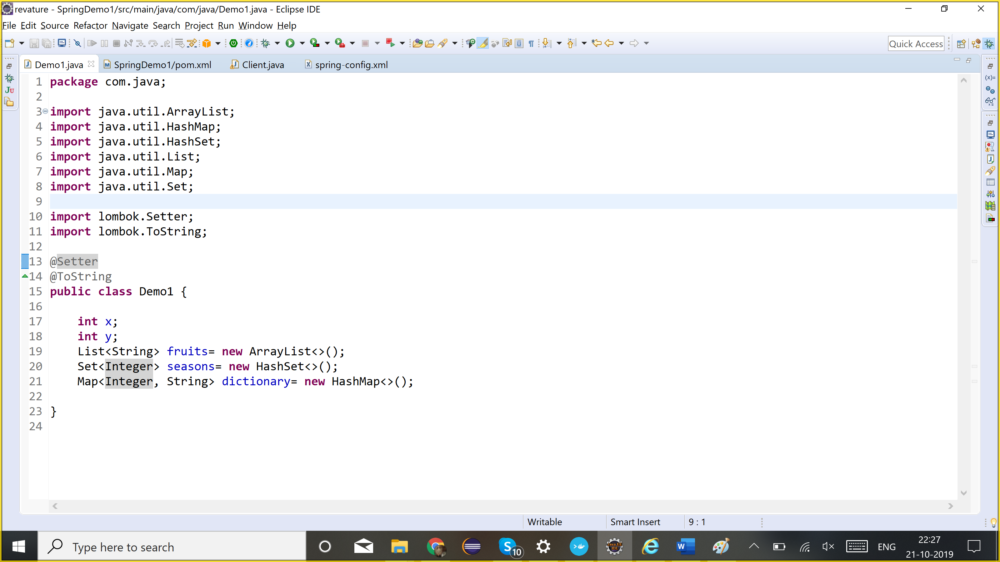 revature - SpringDemo1/src/main/java/com/java/Demo1.java - Eclipse IDE
File Edit Source Refactor Navigate Search Project Run Window Help
Quick Access
Demo1.java SpringDemo1/pom.xml Client.java spring-config.xml
1 package com.java;
2
3 import java.util.ArrayList;
4 import java.util.HashMap;
5 import java.util.HashSet;
6 import java.util.List;
7 import java.util.Map;
8 import java.util.Set;
9
10 import lombok.Setter;
11 import lombok.ToString;
12
13 @Setter
14 @ToString
15 public class Demo1 {
16
17 int x;
18 int y;
19 List<String> fruits= new ArrayList<>();
20 Set<Integer> seasons= new HashSet<>();
21 Map<Integer, String> dictionary= new HashMap<>();
22
23 }
24
Writable Smart Insert 9 : 1
Type here to search
10
ENG
22:27
21-10-2019